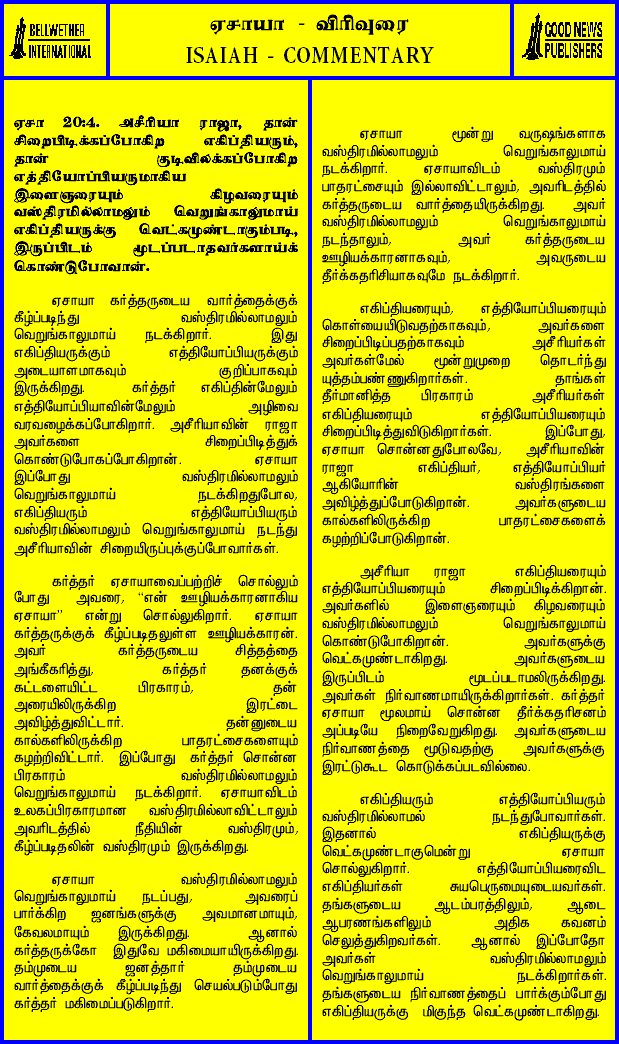 BELLWETHER
INTERNATIONAL
ஏசாயா - விரிவுரை
ISAIAH - COMMENTARY
GOOD NEWS
PUBLISHERS
ஏசா 20:4. அசீரியா ராஜா, தான்
சிறைபிடிக்கப்போகிற எகிப்தியரும்,
தான் குடிவிலக்கப்போகிற
எத்தியோப்பியருமாகிய
இளைஞரையும் கிழவரையும்
வஸ்திரமில்லாமலும் வெறுங்காலுமாய்
எகிப்தியருக்கு வெட்கமுண்டாகும்படி,
இருப்பிடம் மூடப்படாதவர்களாய்க்
கொண்டுபோவான்.
ஏசாயா கர்த்தருடைய வார்த்தைக்குக்
கீழ்ப்படிந்து வஸ்திரமில்லாமலும்
வெறுங்காலுமாய் நடக்கிறார். இது
எகிப்தியருக்கும் எத்தியோப்பியருக்கும்
அடையாளமாகவும் குறிப்பாகவும்
இருக்கிறது. கர்த்தர் எகிப்தின்மேலும்
எத்தியோப்பியாவின்மேலும் அழிவை
வரவழைக்கப்போகிறார். அசீரியாவின் ராஜா
அவர்களை சிறைப்பிடித்துக்
கொண்டுபோகப்போகிறான். ஏசாயா
இப்போது வஸ்திரமில்லாமலும்
வெறுங்காலுமாய் நடக்கிறதுபோல,
எகிப்தியரும் எத்தியோப்பியரும்
வஸ்திரமில்லாமலும் வெறுங்காலுமாய் நடந்து
அசீரியாவின் சிறையிருப்புக்குப்போவார்கள்.
கர்த்தர் ஏசாயாவைப்பற்றிச் சொல்லும்
போது அவரை, “என் ஊழியக்காரனாகிய
ஏசாயா” என்று சொல்லுகிறார். ஏசாயா
கர்த்தருக்குக் கீழ்ப்படிதலுள்ள ஊழியக்காரன்.
அவர் கர்த்தருடைய சித்தத்தை
அங்கீகரித்து, கர்த்தர் தனக்குக்
கட்டளையிட்ட பிரகாரம், தன்
அரையிலிருக்கிற இரட்டை
அவிழ்த்துவிட்டார். தன்னுடைய
கால்களிலிருக்கிற பாதரட்சைகளையும்
கழற்றிவிட்டார். இப்போது கர்த்தர் சொன்ன
பிரகாரம் வஸ்திரமில்லாமலும்
வெறுங்காலுமாய் நடக்கிறார். ஏசாயாவிடம்
உலகப்பிரகாரமான வஸ்திரமில்லாவிட்டாலும்
அவரிடத்தில் நீதியின் வஸ்திரமும்,
கீழ்ப்படிதலின் வஸ்திரமும் இருக்கிறது.
ஏசாயா வஸ்திரமில்லாமலும்
வெறுங்காலுமாய் நடப்பது, அவரைப்
பார்க்கிற ஜனங்களுக்கு அவமானமாயும்,
கேவலமாயும் இருக்கிறது. ஆனால்
கர்த்தருக்கோ இதுவே மகிமையாயிருக்கிறது.
தம்முடைய ஜனத்தார் தம்முடைய
வார்த்தைக்குக் கீழ்ப்படிந்து செயல்படும்போது
கர்த்தர் மகிமைப்படுகிறார்.
ஏசாயா மூன்று வருஷங்களாக
வஸ்திரமில்லாமலும் வெறுங்காலுமாய்
நடக்கிறார். ஏசாயாவிடம் வஸ்திரமும்
பாதரட்சையும் இல்லாவிட்டாலும், அவரிடத்தில்
கர்த்தருடைய வார்த்தையிருக்கிறது. அவர்
வஸ்திரமில்லாமலும் வெறுங்காலுமாய்
நடந்தாலும், அவர் கர்த்தருடைய
ஊழியக்காரனாகவும், அவருடைய
தீர்க்கதரிசியாகவுமே நடக்கிறார்.
எகிப்தியரையும், எத்தியோப்பியரையும்
கொள்ளையிடுவதற்காகவும், அவர்களை
சிறைப்பிடிப்பதற்காகவும் அசீரியர்கள்
அவர்கள்மேல் மூன்றுமுறை தொடர்ந்து
யுத்தம்பண்ணுகிறார்கள். தாங்கள்
தீர்மானித்த பிரகாரம் அசீரியர்கள்
எகிப்தியரையும் எத்தியோப்பியரையும்
சிறைப்பிடித்துவிடுகிறார்கள். இப்போது,
ஏசாயா சொன்னதுபோலவே, அசீரியாவின்
ராஜா எகிப்தியர், எத்தியோப்பியர்
ஆகியோரின் வஸ்திரங்களை
அவிழ்த்துப்போடுகிறான். அவர்களுடைய
கால்களிலிருக்கிற பாதரட்சைகளைக்
கழற்றிப்போடுகிறான்.
அசீரியா ராஜா எகிப்தியரையும்
எத்தியோப்பியரையும் சிறைப்பிடிக்கிறான்.
அவர்களில் இளைஞரையும் கிழவரையும்
வஸ்திரமில்லாமலும் வெறுங்காலுமாய்
கொண்டுபோகிறான். அவர்களுக்கு
வெட்கமுண்டாகிறது. அவர்களுடைய
இருப்பிடம் மூடப்படாமலிருக்கிறது.
அவர்கள் நிர்வாணமாயிருக்கிறார்கள். கர்த்தர்
ஏசாயா மூலமாய் சொன்ன தீர்க்கதரிசனம்
அப்படியே நிறைவேறுகிறது. அவர்களுடைய
நிர்வாணத்தை மூடுவதற்கு அவர்களுக்கு
இரட்டுகூட கொடுக்கப்படவில்லை.
எகிப்தியரும் எத்தியோப்பியரும்
வஸ்திரமில்லாமல் நடந்துபோவார்கள்.
இதனால் எகிப்தியருக்கு
வெட்கமுண்டாகுமென்று ஏசாயா
சொல்லுகிறார். எத்தியோப்பியரைவிட
எகிப்தியர்கள் சுயபெருமையுடையவர்கள்.
தங்களுடைய ஆடம்பரத்திலும், ஆடை
ஆபரணங்களிலும் அதிக கவனம்
செலுத்துகிறவர்கள். ஆனால் இப்போதோ
அவர்கள் வஸ்திரமில்லாமலும்
வெறுங்காலுமாய் நடக்கிறார்கள்.
தங்களுடைய நிர்வாணத்தைப் பார்க்கும்போது
எகிப்தியருக்கு மிகுந்த வெட்கமுண்டாகிறது.